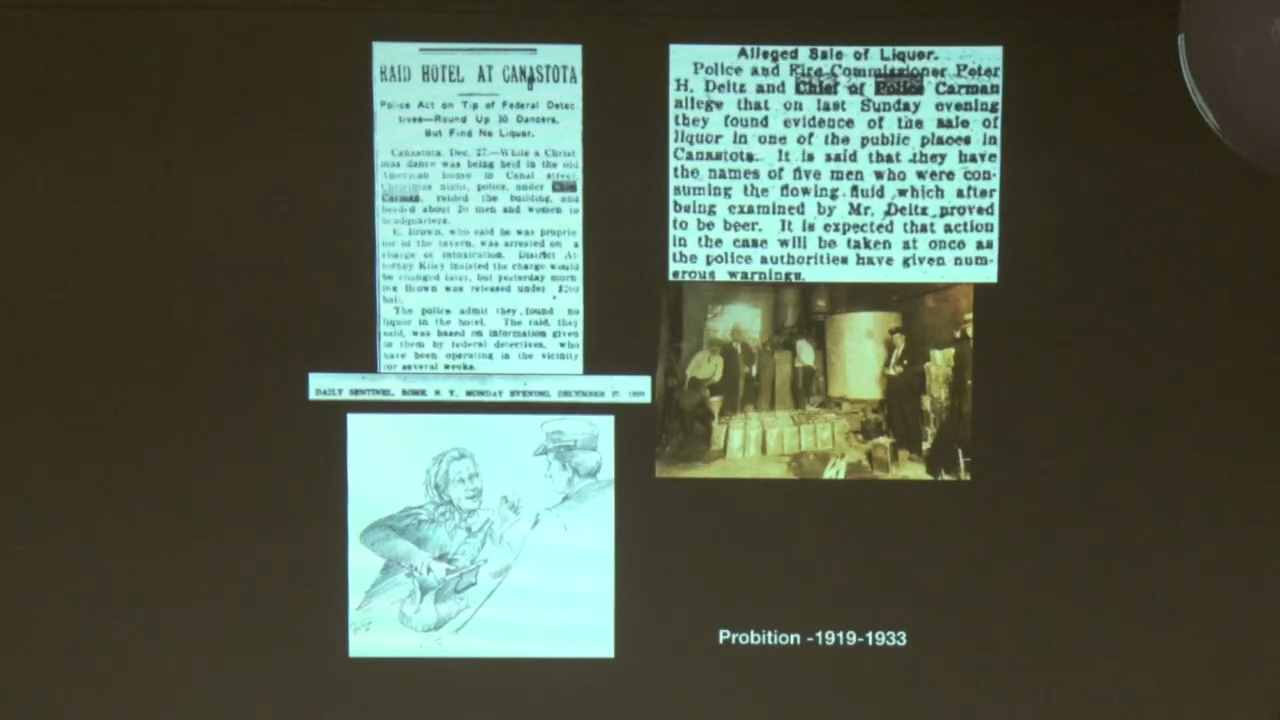 RAID HOTEL AT CANASTOTA
Police Act on Tip of Federal Detec-
tives—Round Up 30 Dancers,
But Find No Liquor.
Canastota, Dec. 27.—While a Christ-
mas dance was being held in the old
American house in Canal street
Christmas night, police, under Chief
Carman, raided the building, and
herded about 30 men and women to
headquarters.
E. Brown, who said he was proprie-
tor of the tavern, was arrested on a
charge of intoxication. District At-
torney Kiley insisted the charge would
be changed later, but yesterday morn-
ing Brown was released under $200
bail.
The police admit they found no
liquor in the hotel. The raid, they
said, was based on information given
to them by federal detectives, who
have been operating in the vicinity
for several weeks.
DAILY SENTINEL, ROME, N. Y., MONDAY EVENING, DECEMBER 27,
Alleged Sale of Liquor.
Police and Fire Commissioner Peter
H. Deltz and Chief of Police Carman
allege that on last Sunday evening
they found evidence of the sale of
liquor in one of the public places in
Canastota. It is said that they have
the names of five men who were con-
suming the flowing fluid which after
being examined by Mr. Deltz proved
to be beer. It is expected that action
in the case will be taken at once as
the police authorities have given num-
erous warnings.
Probition -1919-1933